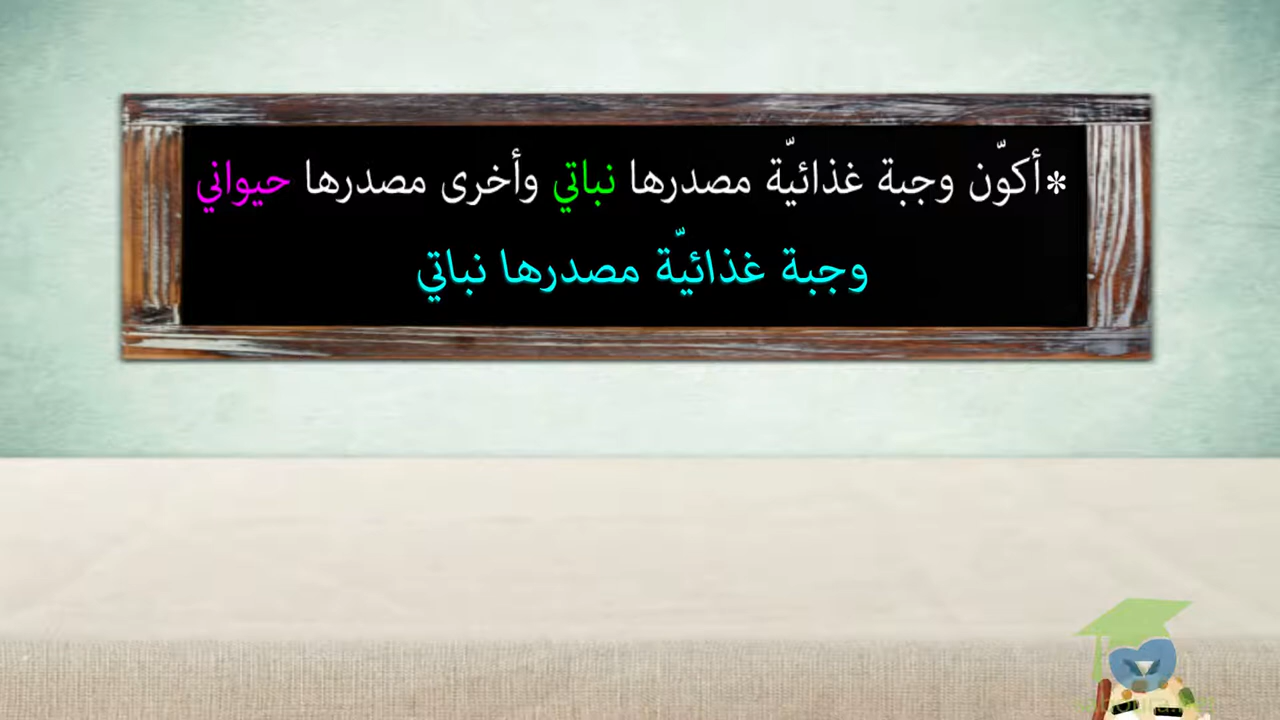 *أكوّن وجبة غذائيّة مصدرها نباتي وأخرى مصدرها حيواني
وجبة غذائيّة مصدرها نباتي